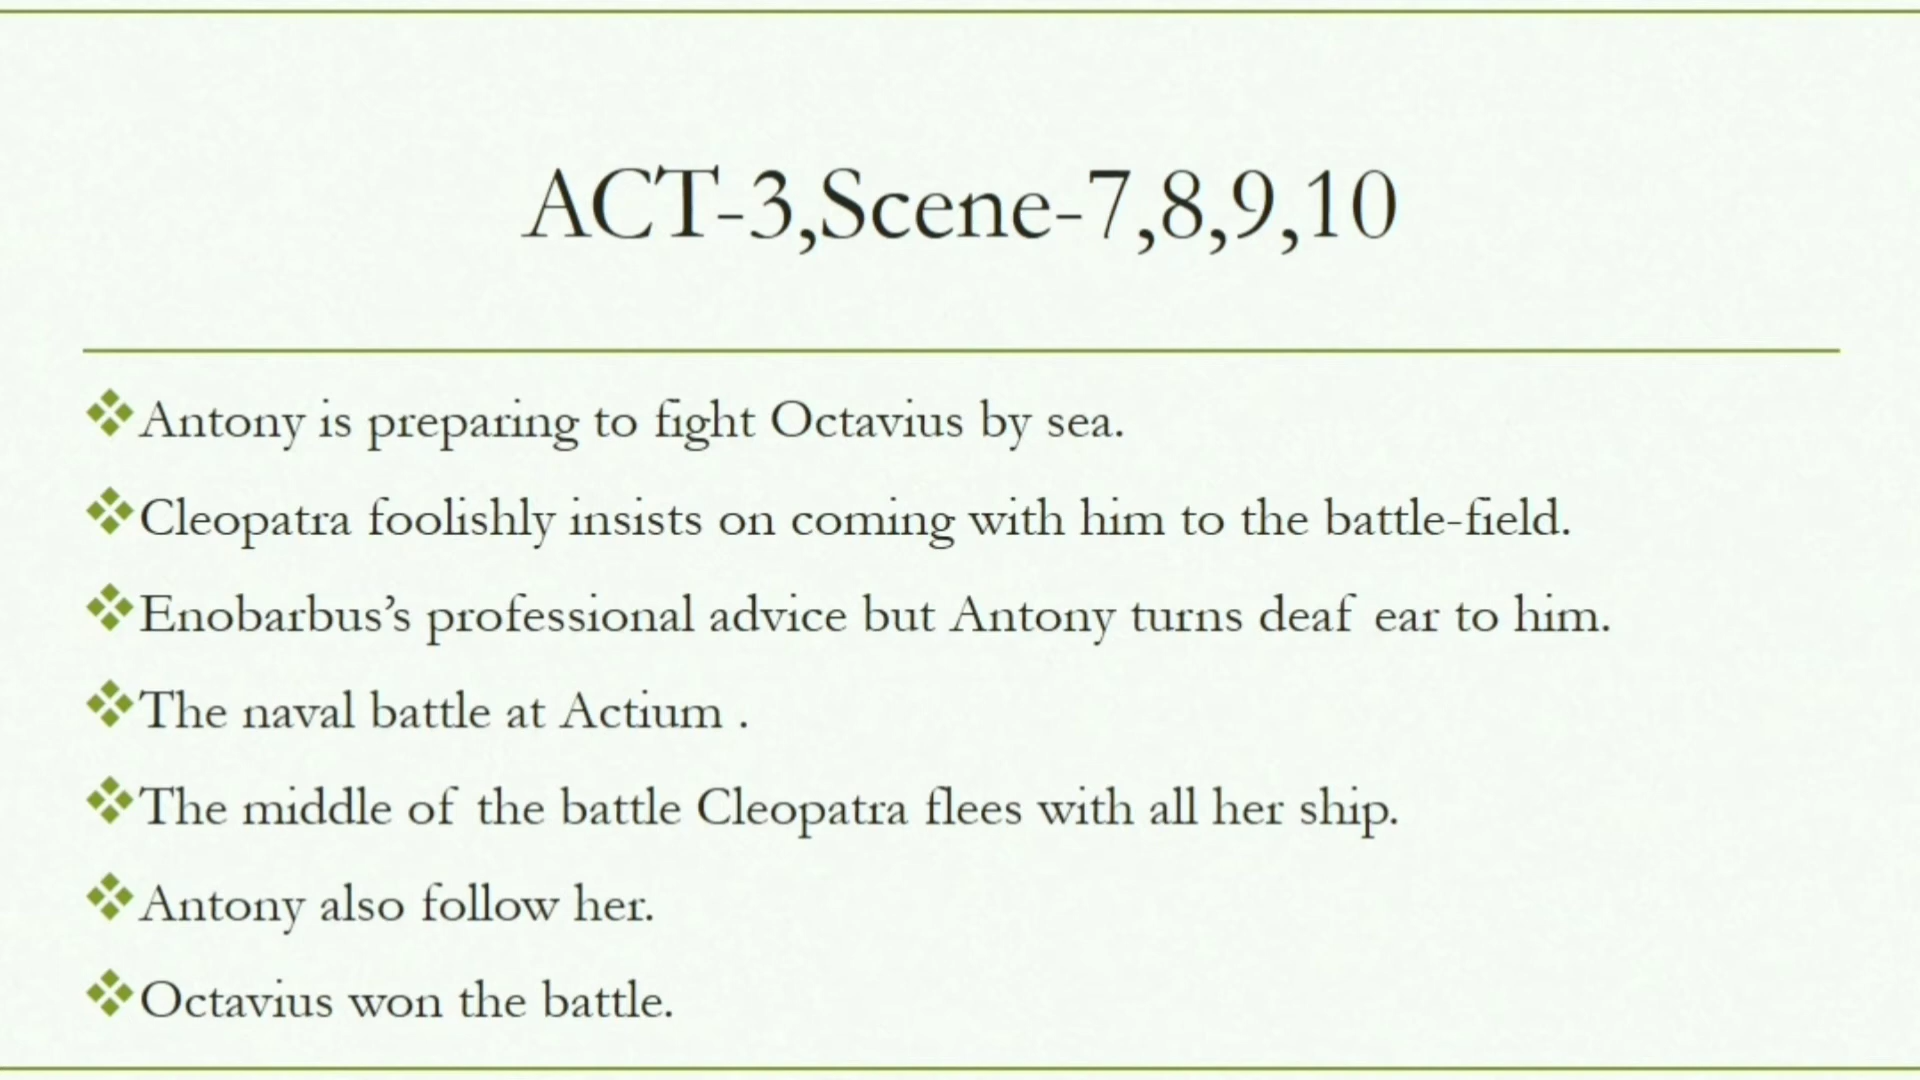 ACT-3,Scene-7,8,9,10
Antony is preparing to fight Octavius by sea.
Cleopatra foolishly insists on coming with him to the battle-field.
Enobarbus’s professional advice but Antony turns deaf ear to him.
The naval battle at Actium .
The middle of the battle Cleopatra flees with all her ship.
Antony also follow her.
Octavius won the battle.